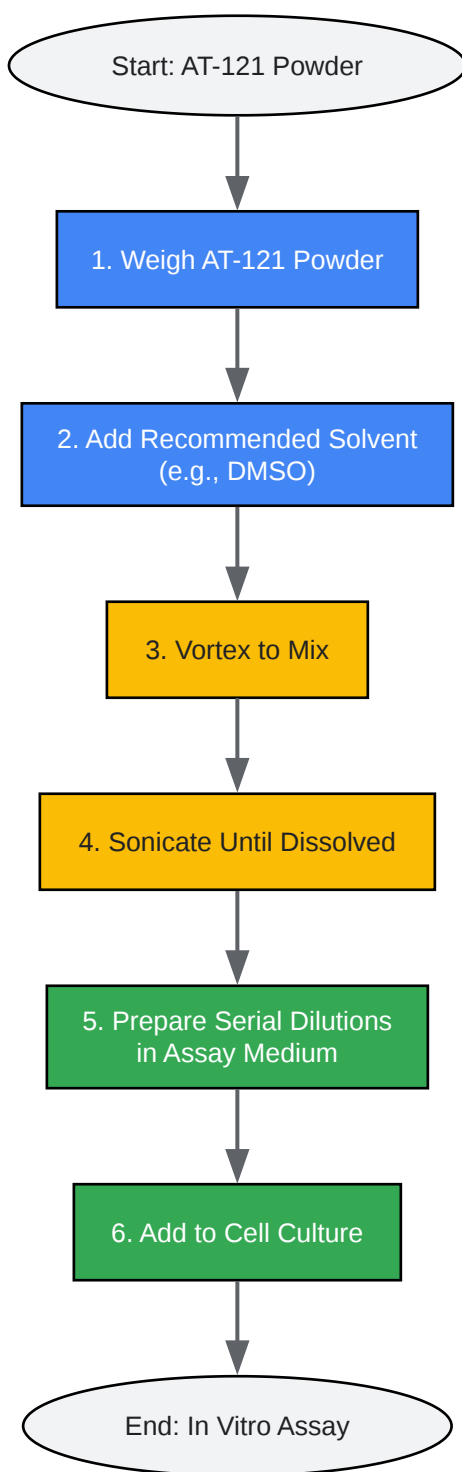 Start: AT-121 Powder
1. Weigh AT-121 Powder
2. Add Recommended Solvent
(e.g., DMSO)
3. Vortex to Mix
4. Sonicate Until Dissolved
5. Prepare Serial Dilutions
in Assay Medium
6. Add to Cell Culture
End: In Vitro Assay